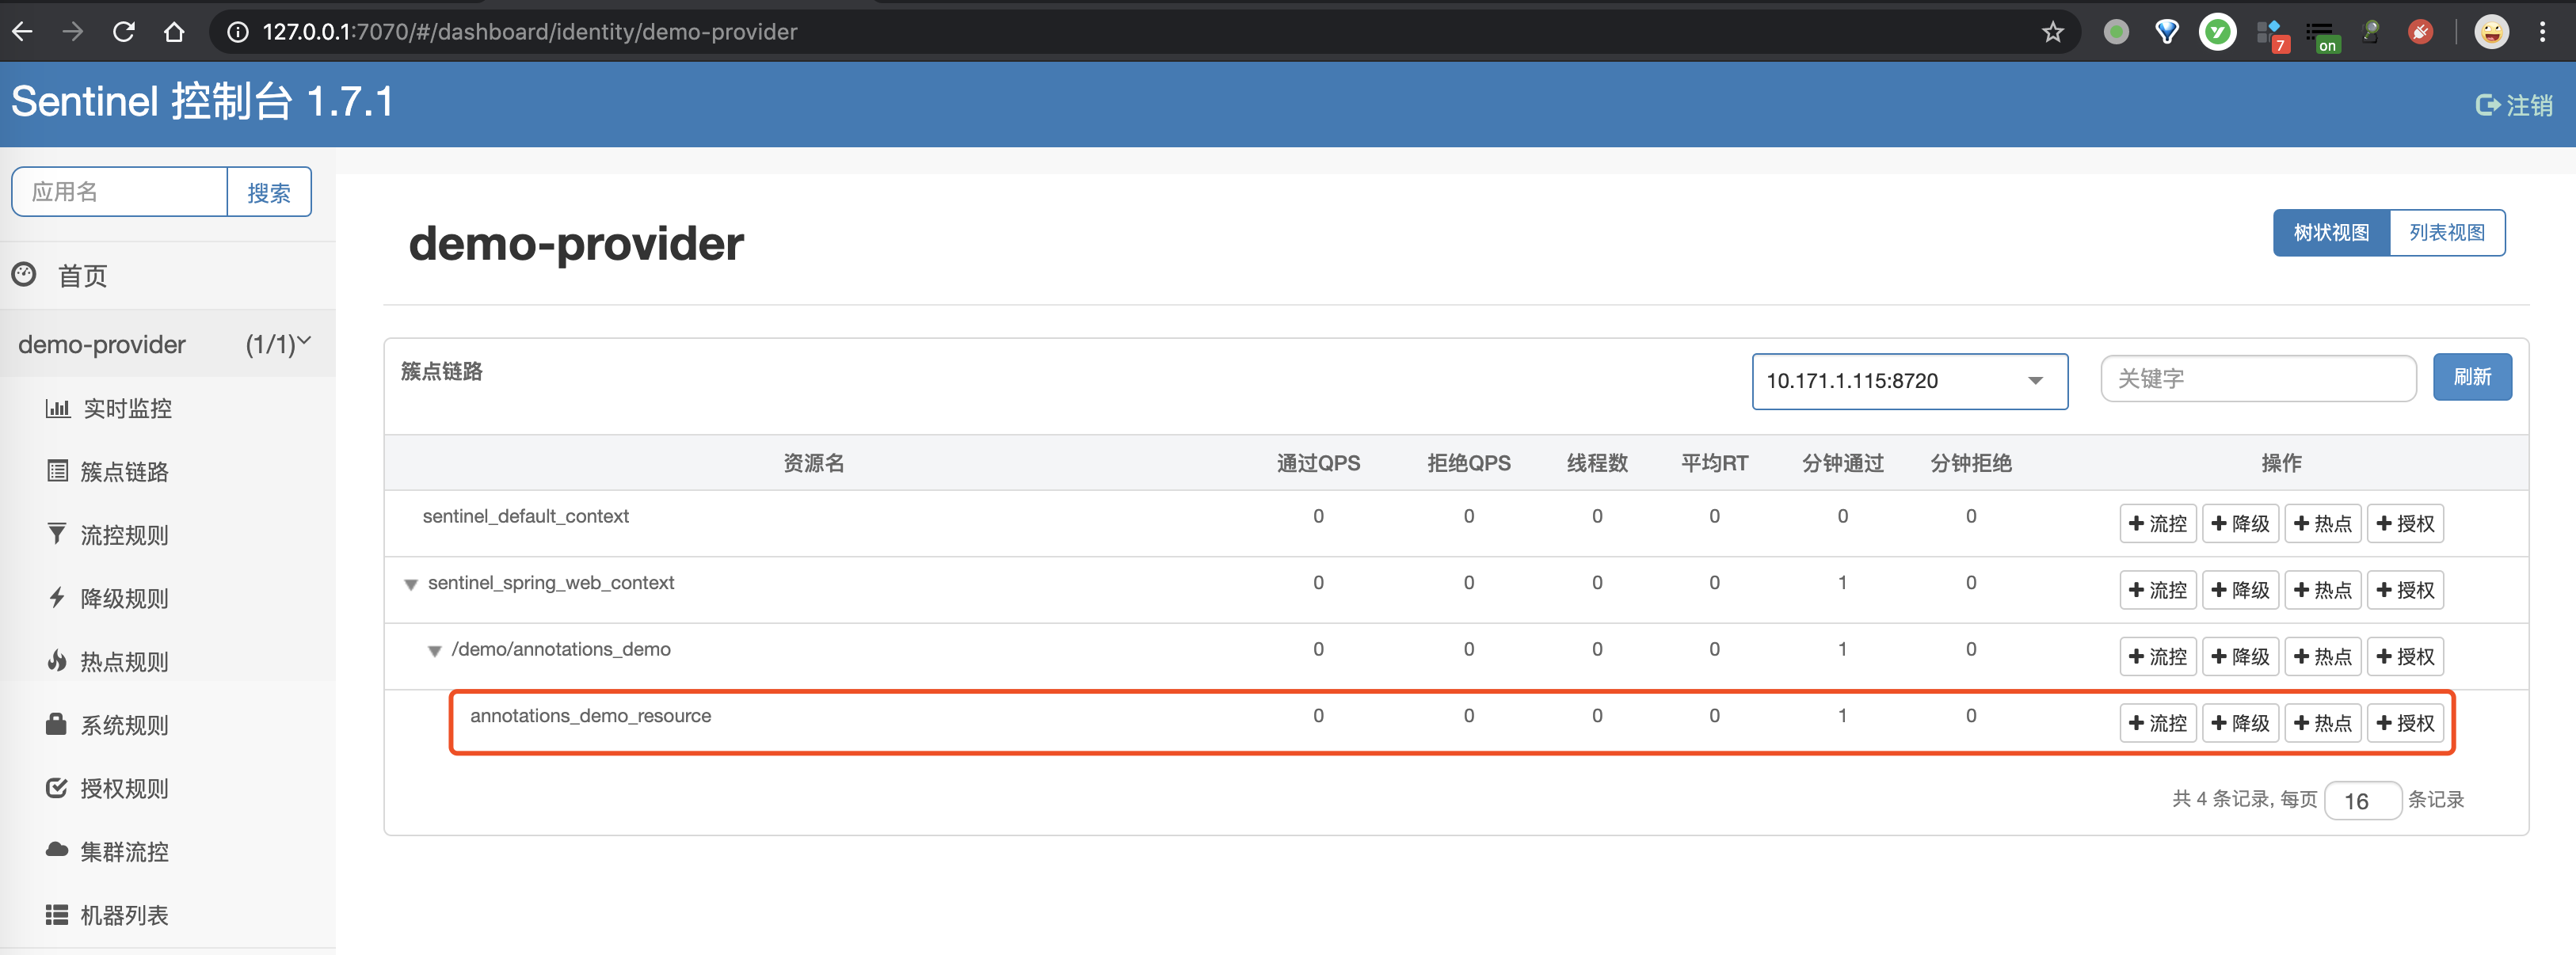 127.0.0.1:7070/#/dashboard/identity/demo-provider
7
on
Sentinel 控制台 1.7.1
注销
应用名
搜索
首页
demo-provider (1/1)
实时监控
簇点链路
流控规则
降级规则
热点规则
系统规则
授权规则
集群流控
机器列表
demo-provider
树状视图 列表视图
簇点链路
10.171.1.115:8720
关键字
刷新
资源名 通过QPS 拒绝QPS 线程数 平均RT 分钟通过 分钟拒绝 操作
sentinel_default_context 0 0 0 0 0 0 流控 降级 热点 授权
sentinel_spring_web_context 0 0 0 0 1 0 流控 降级 热点 授权
/demo/annotations_demo 0 0 0 0 1 0 流控 降级 热点 授权
annotations_demo_resource 0 0 0 0 1 0 流控 降级 热点 授权
共 4 条记录, 每页 16 条记录